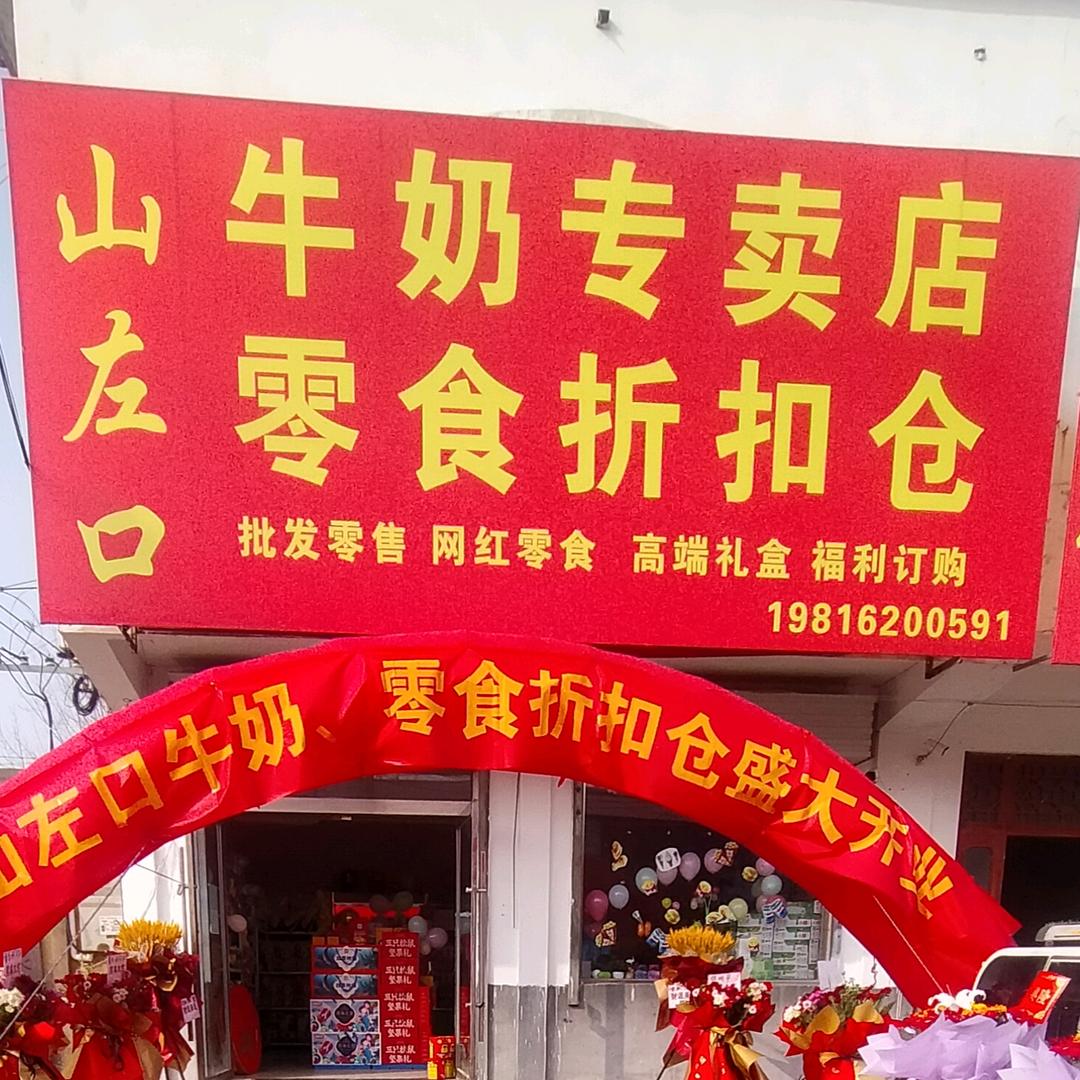 山左口
牛奶专卖店
零食折扣仓
批发零售 网红零食 高端礼盒 福利订购
19816200591
山左口牛奶、零食折扣仓盛大开业